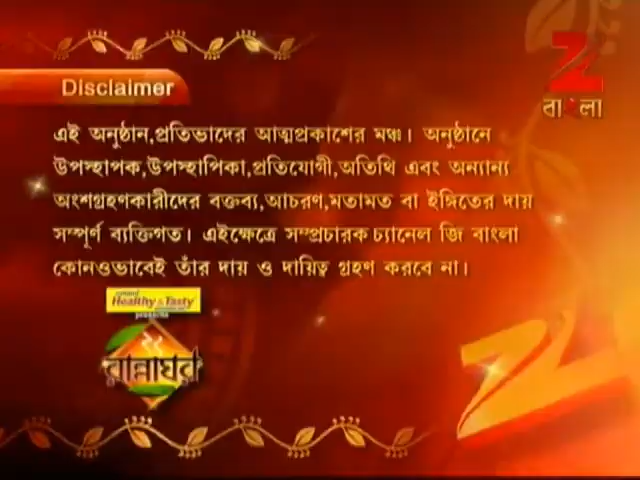 Disclaimer
বাংলা
এই অনুষ্ঠান,প্রতিভাদের আত্মপ্রকাশের মঞ্চ। অনুষ্ঠানে
উপস্হাপক,উপস্হাপিকা,প্রতিযোগী,অতিথি এবং অন্যান্য
অংশগ্রহণকারীদের বক্তব্য,আচরণ,মতামত বা ইঙ্গিতের দায়
সম্পূর্ণ ব্যক্তিগত। এইক্ষেত্রে সম্প্রচারক চ্যানেল জি বাংলা
কোনওভাবেই তাঁর দায় ও দায়িত্ব গ্রহণ করবে না।
Healthy & Tasty
presents
রান্নাঘর